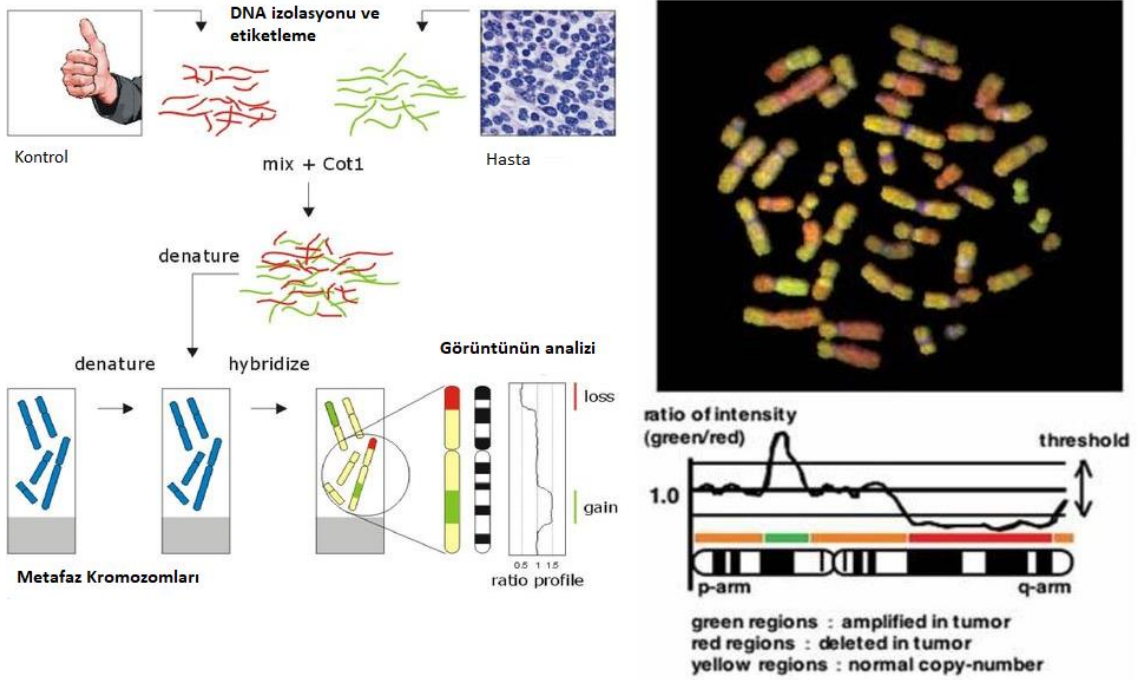 DNA izolasyonu ve
etiketleme
Kontrol
Hasta
mix + Cot1
denature
denature
hybridize
Görüntünün analizi
loss
gain
0.5 1 1.5
ratio profile
Metafaz Kromozomları
ratio of intensity
(green/red)
threshold
1.0
p-arm
q-arm
green regions : amplified in tumor
red regions : deleted in tumor
yellow regions : normal copy-number